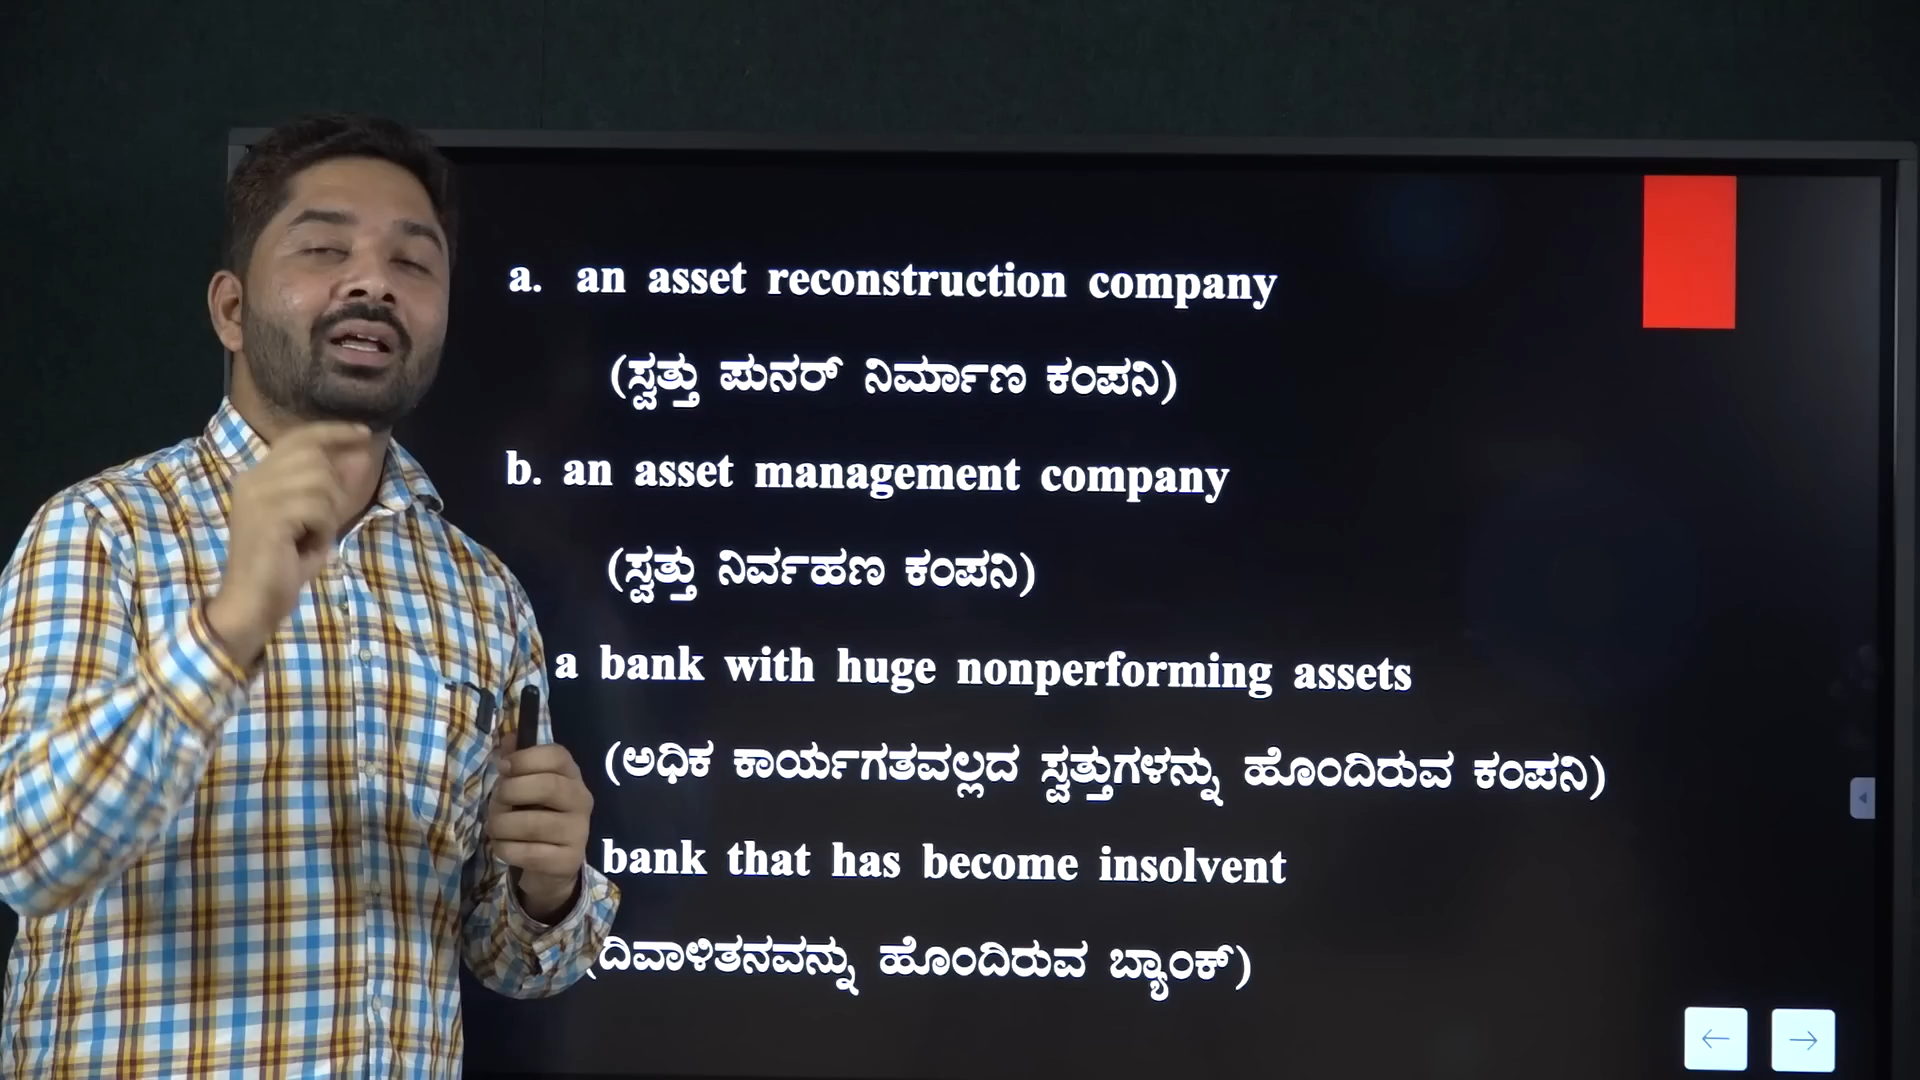 a. an asset reconstruction company
(ಸ್ವತ್ತು ಪುನರ್ ನಿರ್ಮಾಣ ಕಂಪನಿ)
b. an asset management company
(ಸ್ವತ್ತು ನಿರ್ವಹಣ ಕಂಪನಿ)
a bank with huge nonperforming assets
(ಅಧಿಕ ಕಾರ್ಯಗತವಲ್ಲದ ಸ್ವತ್ತುಗಳನ್ನು ಹೊಂದಿರುವ ಕಂಪನಿ)
bank that has become insolvent
(ದಿವಾಳಿತನವನ್ನು ಹೊಂದಿರುವ ಬ್ಯಾಂಕ್)